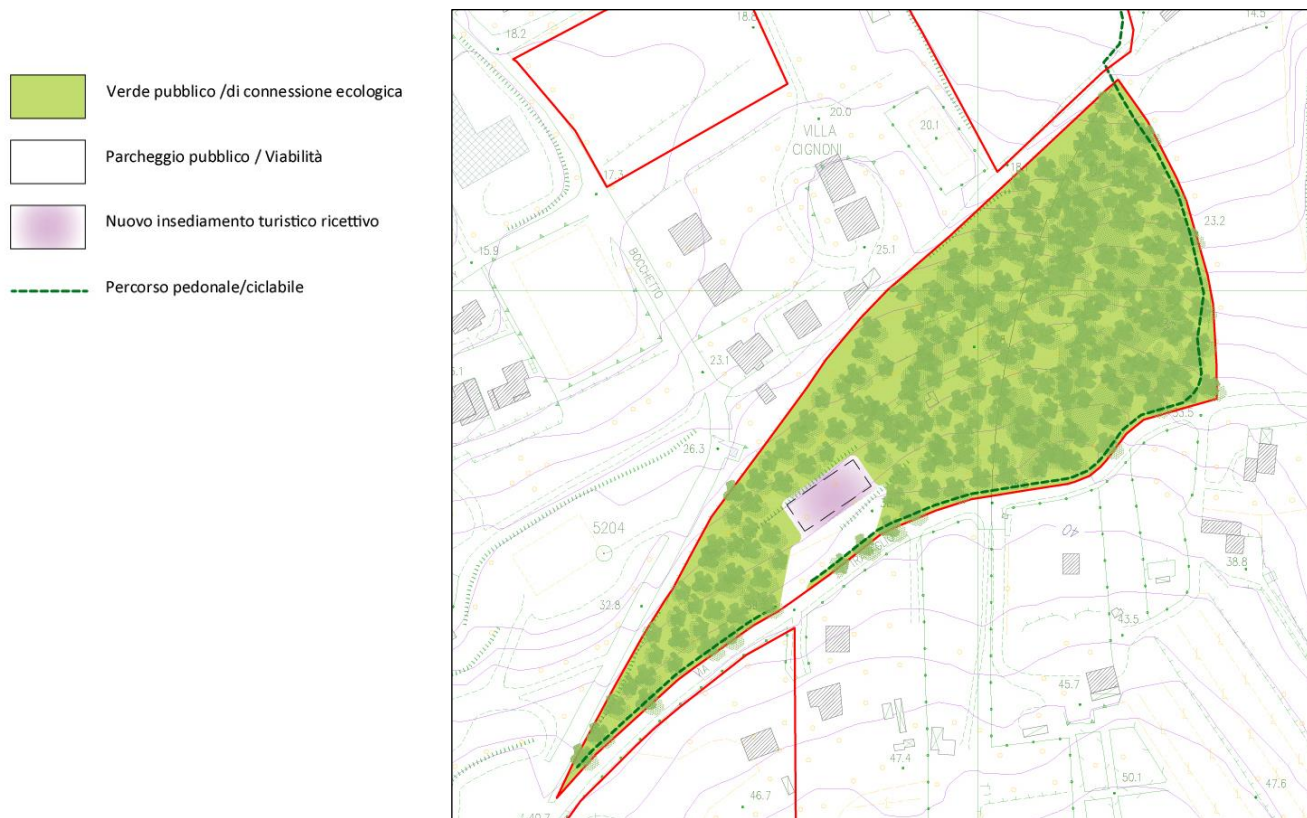 Verde pubblico /di connessione ecologica
Parcheggio pubblico / Viabilità
Nuovo insediamento turistico ricettivo
Percorso pedonale/ciclabile
18.2
18.8
14.5
20.0
VILLA
CIGNONI
20.1
17.3
23.2
25.1
15.9
BOCCHETTO
23.1
33.5
26.3
5204
40
38.8
32.8
43.5
VIA
45.7
47.4
46.7
50.1
47.6